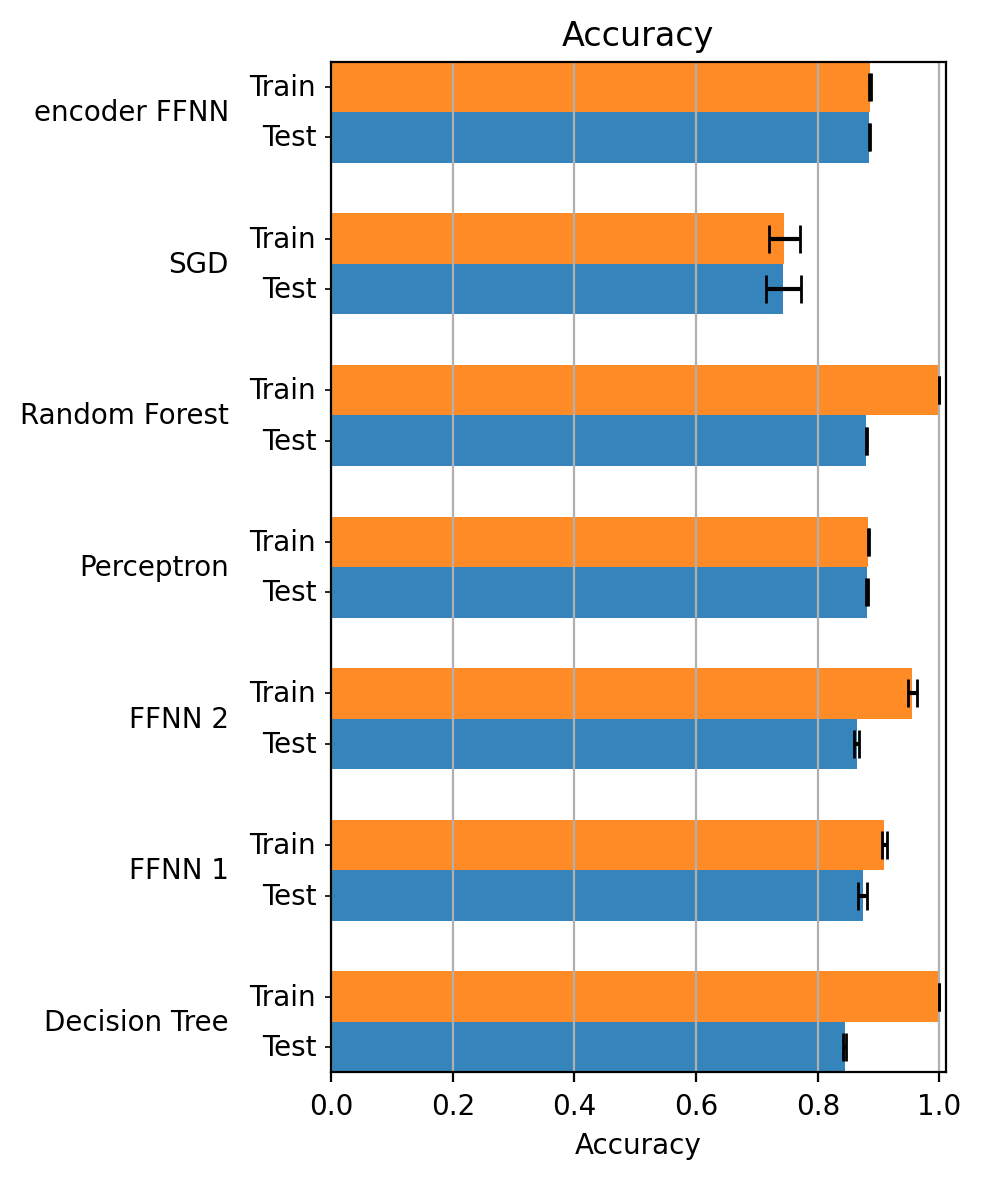 Accuracy
Train
encoder FFNN
Test
Train
SGD
Test
Train
Random Forest
Test
Train
Perceptron
Test
Train
FFNN 2
Test
Train
FFNN 1
Test
Train
Decision Tree
Test
0.0 0.2 0.4 0.6 0.8 1.0
Accuracy